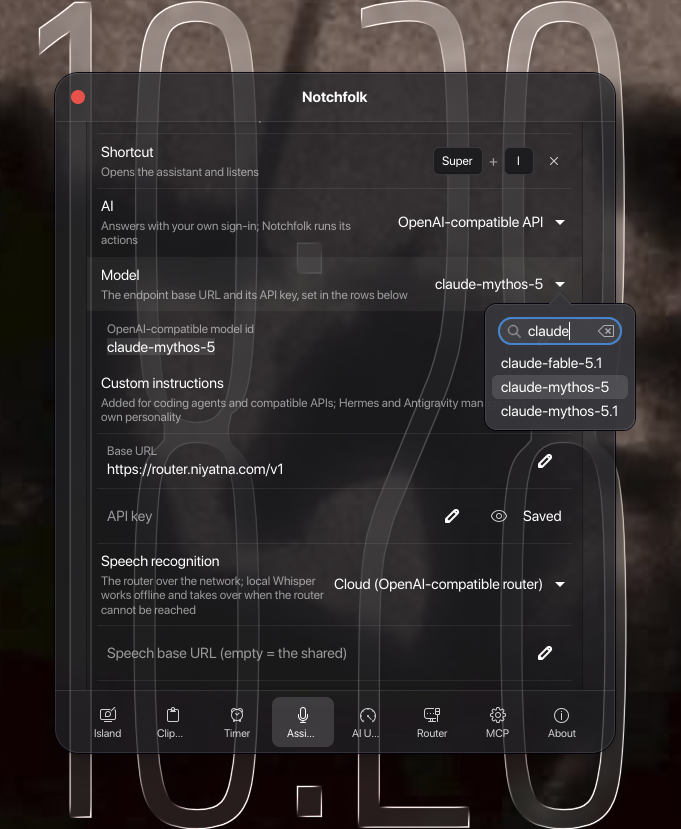 10:20
Notchfolk
Shortcut
Opens the assistant and listens
Super + I ×
AI
Answers with your own sign-in; Notchfolk runs its
actions
OpenAI-compatible API
Model
The endpoint base URL and its API key, set in the rows below
claude-mythos-5
claude
claude-fable-5.1
claude-mythos-5
claude-mythos-5.1
OpenAI-compatible model id
claude-mythos-5
Custom instructions
Added for coding agents and compatible APIs; Hermes and Antigravity man
own personality
Base URL
https://router.niyatna.com/v1
API key
Saved
Speech recognition
The router over the network; local Whisper
works offline and takes over when the router
cannot be reached
Cloud (OpenAI-compatible router)
Speech base URL (empty = the shared)
Island
Clip...
Timer
Assi...
AI U...
Router
MCP
About